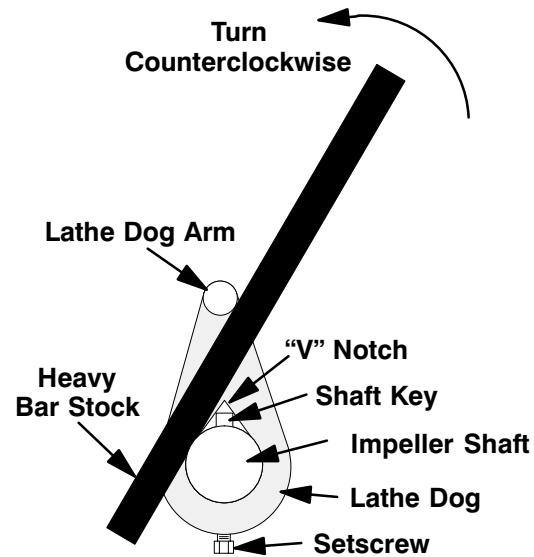 Turn
Counterclockwise
Lathe Dog Arm
“V” Notch
Heavy
Bar Stock
Shaft Key
Impeller Shaft
Lathe Dog
Setscrew